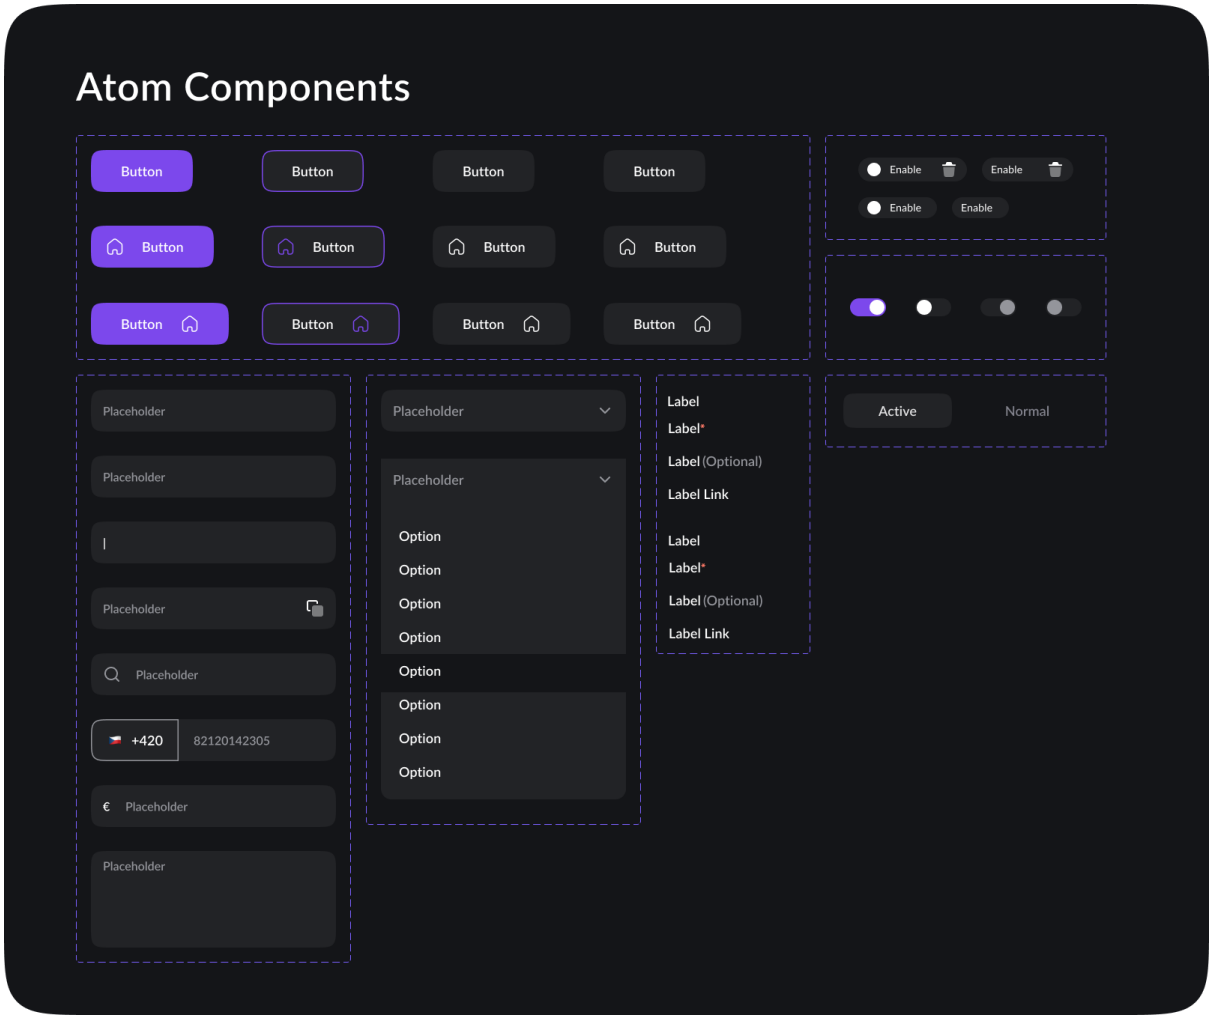 Atom Components
Button Button Button Button
Button Button Button Button
Button Button Button Button
Enable Enable
Enable Enable
Placeholder
Placeholder
|
Placeholder
Placeholder
+420 82120142305
€ Placeholder
Placeholder
Placeholder
Placeholder
Option
Option
Option
Option
Option
Option
Option
Option
Label
Label*
Label (Optional)
Label Link
Label
Label*
Label (Optional)
Label Link
Active Normal